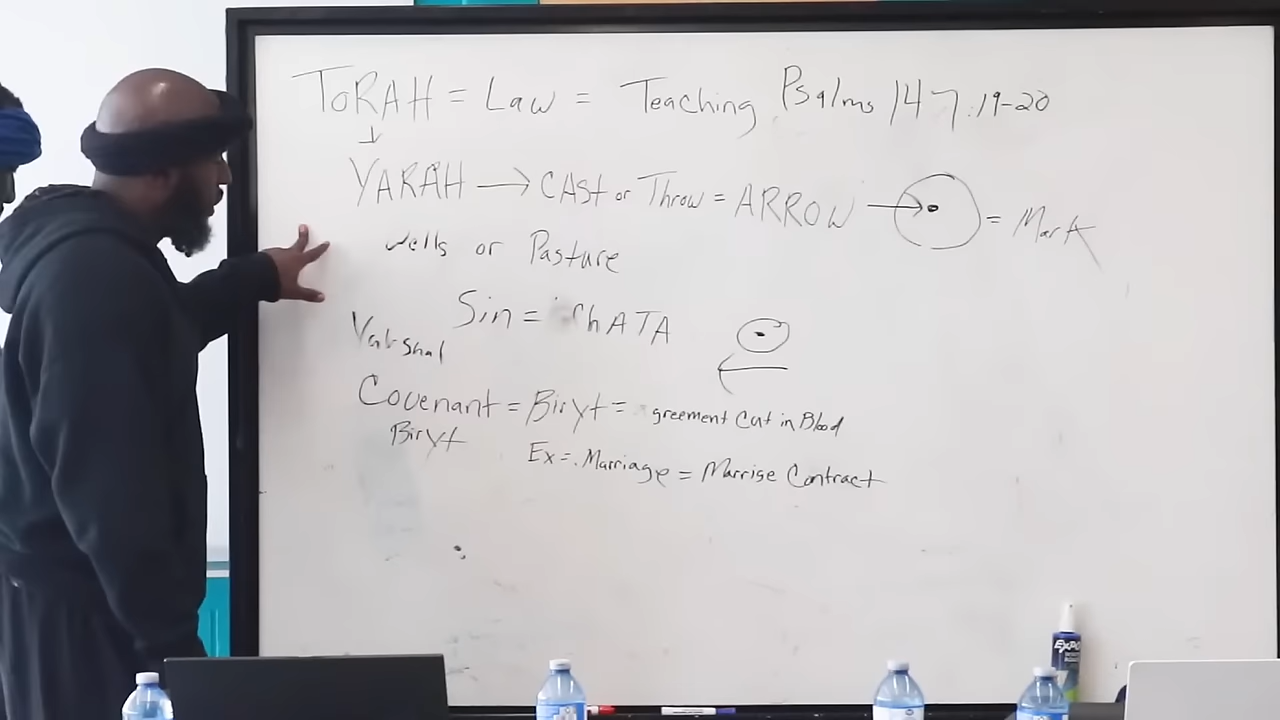 ToRAH = Law = Teaching Psalms 147:19-20
YARAH → CASt or Throw = ARROW → = Mark
wells or Pasture
Sin = ChATA
Covenant = Biryt = greement Cut in Blood
Biryt
Ex = Marriage = Marrise Contract
EXPO